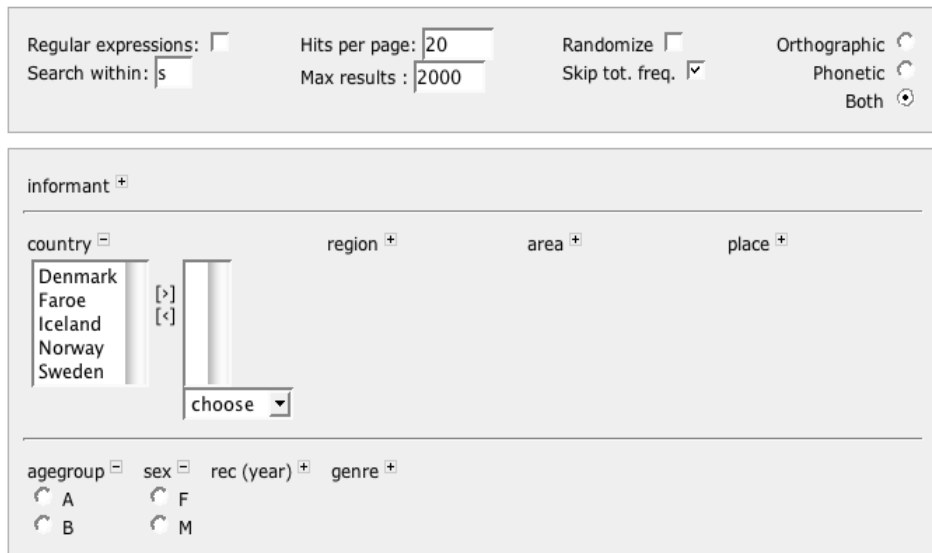 Regular expressions: Hits per page: 20 Randomize Orthographic
Search within: s Max results : 2000 Skip tot. freq. Phonetic
Both
informant
country region area place
Denmark
Faroe [>]
Iceland [<]
Norway
Sweden
choose
agegroup sex rec (year) genre
A F
B M